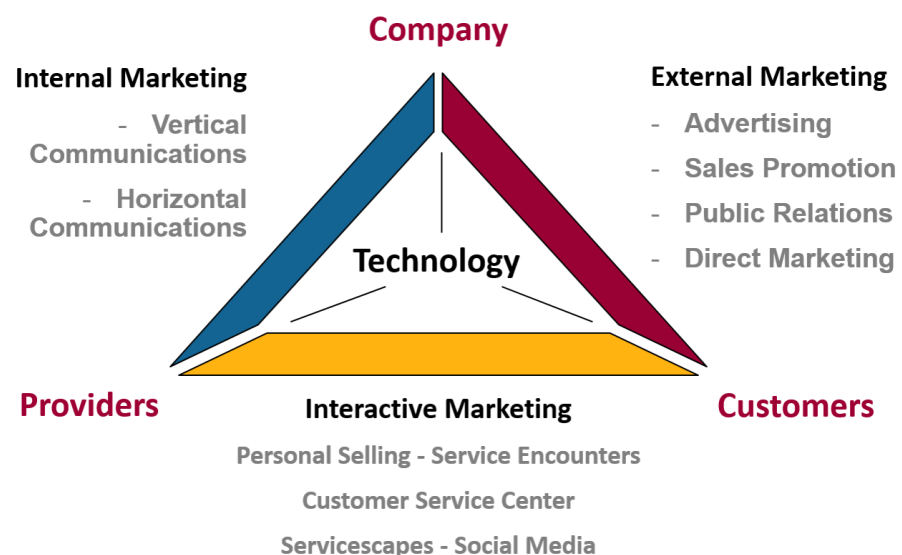 Company
Internal Marketing
- Vertical
Communications
- Horizontal
Communications
External Marketing
- Advertising
- Sales Promotion
- Public Relations
- Direct Marketing
Technology
Providers
Customers
Interactive Marketing
Personal Selling - Service Encounters
Customer Service Center
Servicescapes - Social Media